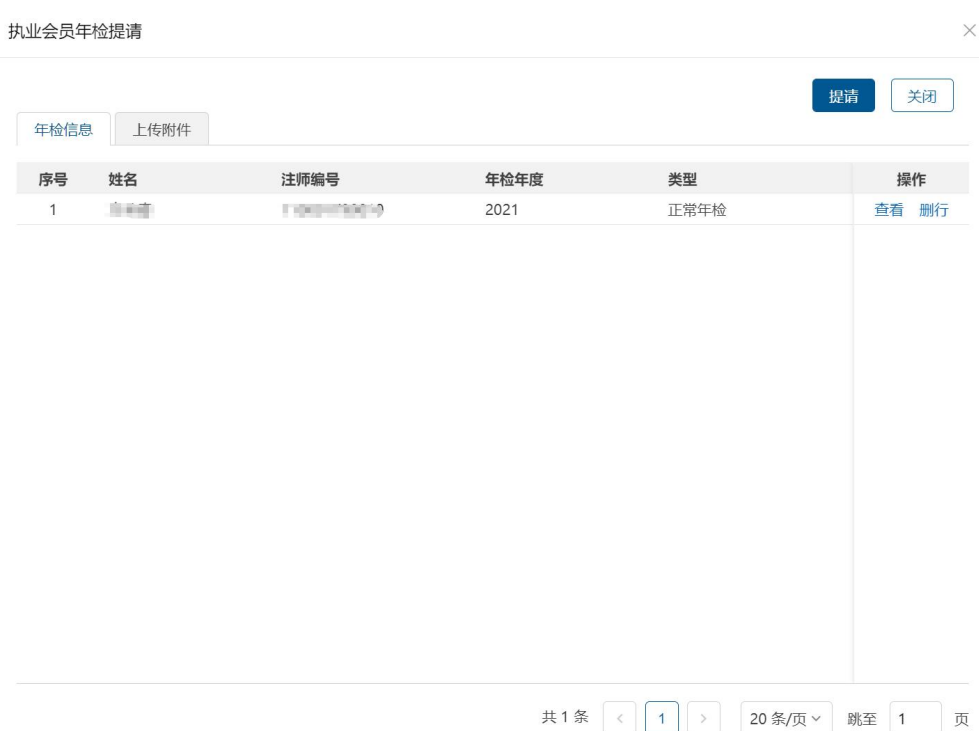 执业会员年检提请
提请 关闭
年检信息 上传附件
序号 姓名 注师编号 年检年度 类型 操作
1 2021 正常年检 查看 删行
共 1 条 1 20 条/页 跳至 1 页